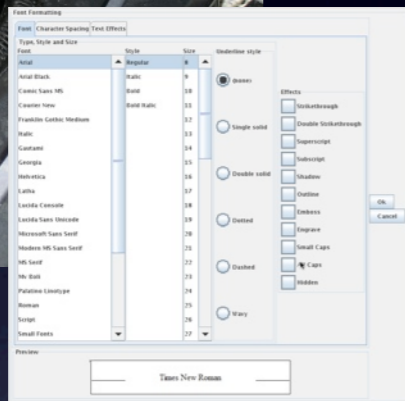 Font Formatting
Font Character Spacing Text Effects
Type, Style and Size
Font Style Size Underline style
Arial Regular 8
Arial Black Italic 9 (none)
Comic Sans MS Bold 10 Effects
Courier New Bold Italic 11 Strikethrough
Franklin Gothic Medium 12 Single solid Double Strikethrough
Italic 13 Superscript
Gautami 14 Subscript
Georgia 15 Shadow
Helvetica 16 Double solid Outline
Latha 17 Emboss
Lucida Console 18 Engrave
Lucida Sans Unicode 19 Dotted Small Caps
Microsoft Sans Serif 20 Caps
Modern MS Sans Serif 21 Hidden
MS Serif 22 Dashed
Mv Boli 23
Palatino Linotype 24
Roman 25
Script 26 Wavy
Small Fonts 27
Ok
Cancel
Preview
Times New Roman